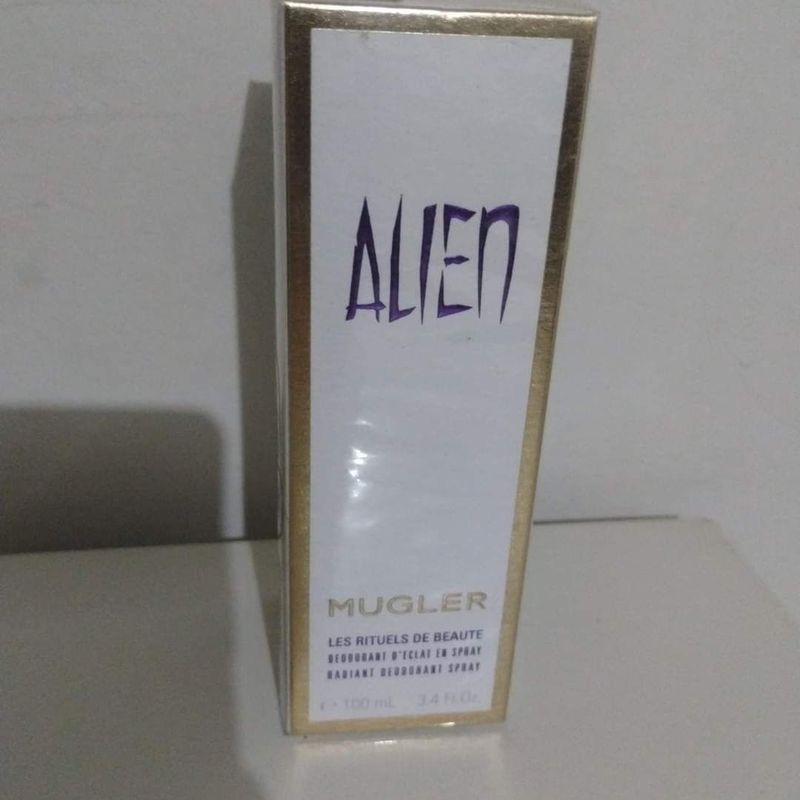 ALIEN
MUGLER
LES RITUELS DE BEAUTE
DEODORANT D'ECLAT EN SPRAY
RADIANT DEODORANT SPRAY
100 mL 3.4 Fl.Oz.